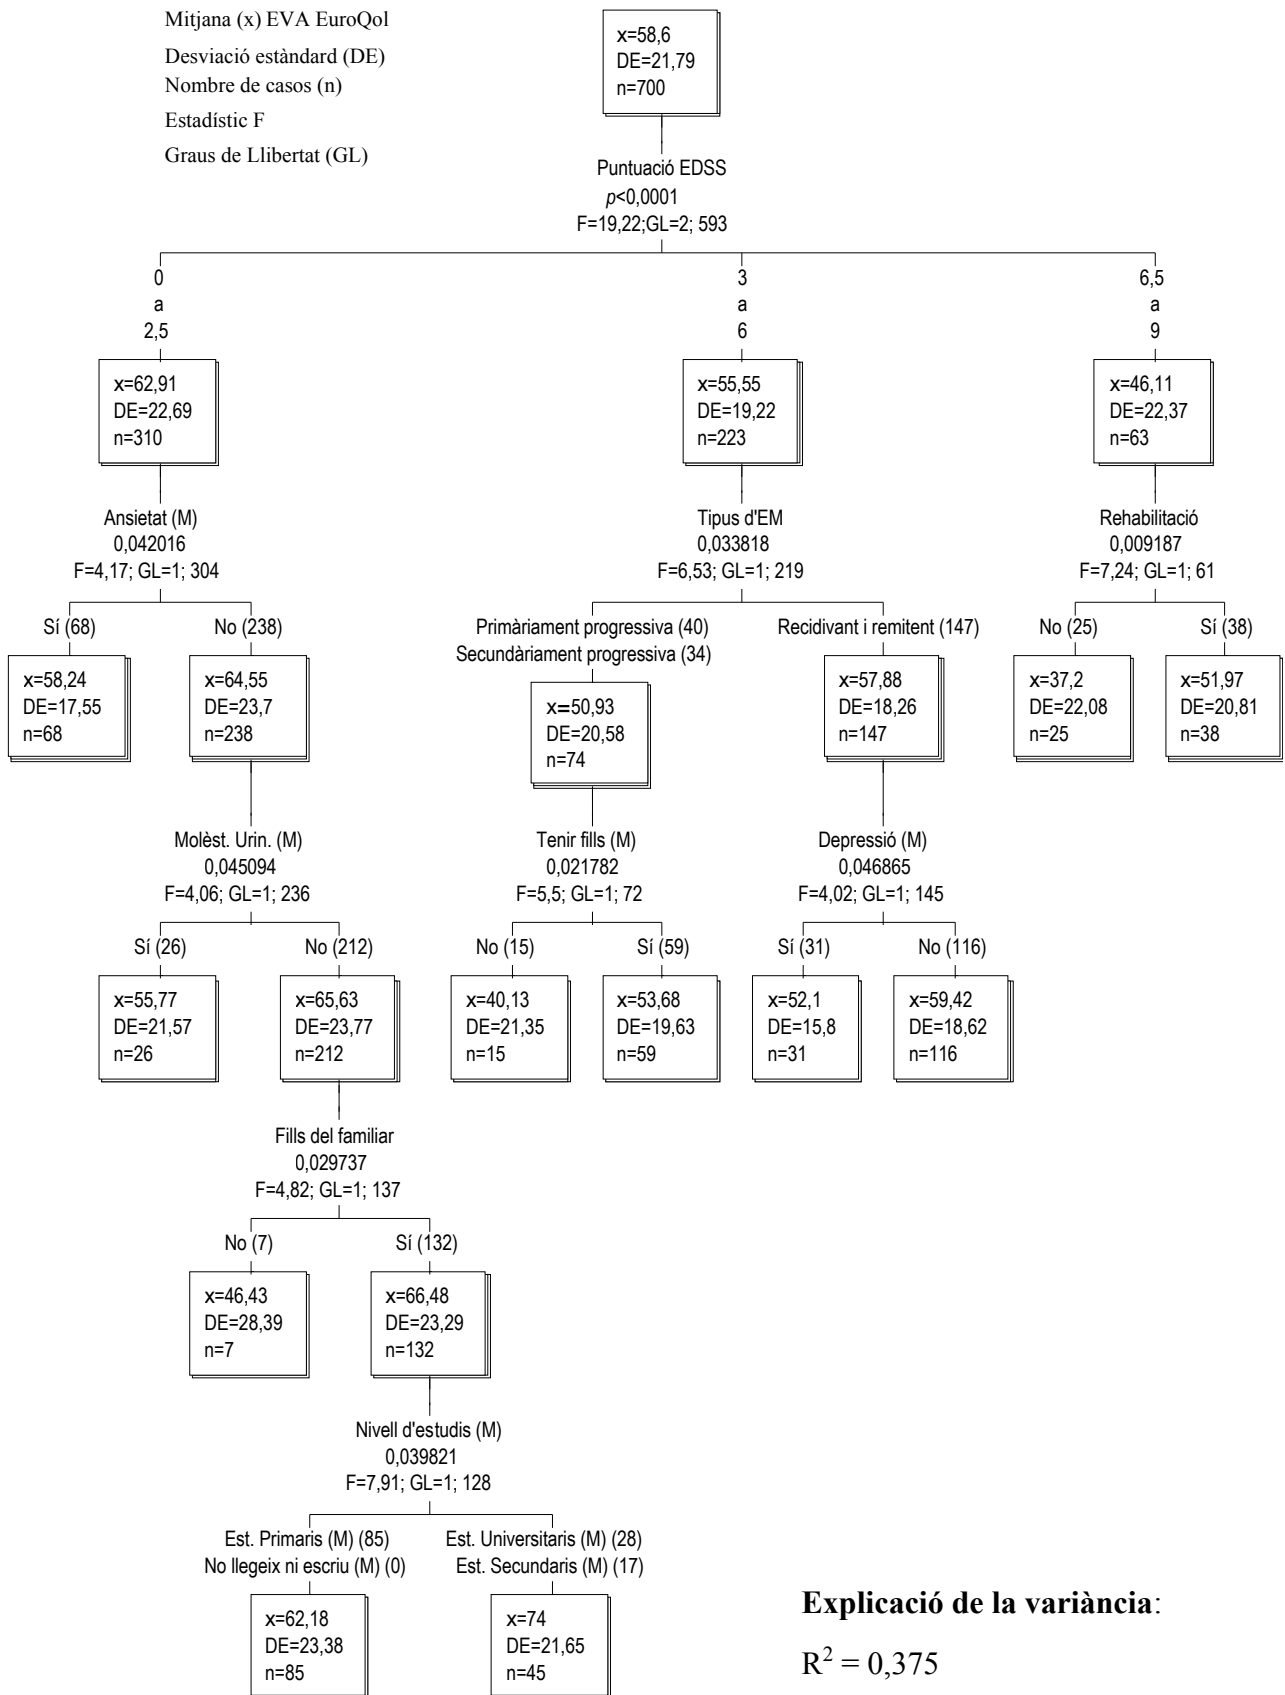 Mitjana (x) EVA EuroQol
Desviació estàndard (DE)
Nombre de casos (n)
Estadístic F
Graus de Llibertat (GL)
x=58,6
DE=21,79
n=700
Puntuació EDSS
p<0,0001
F=19,22;GL=2; 593
0
a
2,5
3
a
6
6,5
a
9
x=62,91
DE=22,69
n=310
x=55,55
DE=19,22
n=223
x=46,11
DE=22,37
n=63
Ansietat (M)
0,042016
F=4,17; GL=1; 304
Tipus d'EM
0,033818
F=6,53; GL=1; 219
Rehabilitació
0,009187
F=7,24; GL=1; 61
Sí (68)
No (238)
Primàriament progressiva (40)
Secundàriament progressiva (34)
Recidivant i remitent (147)
No (25)
Sí (38)
x=58,24
DE=17,55
n=68
x=64,55
DE=23,7
n=238
x=50,93
DE=20,58
n=74
x=57,88
DE=18,26
n=147
x=37,2
DE=22,08
n=25
x=51,97
DE=20,81
n=38
Molèst. Urin. (M)
0,045094
F=4,06; GL=1; 236
Tenir fills (M)
0,021782
F=5,5; GL=1; 72
Depressió (M)
0,046865
F=4,02; GL=1; 145
Sí (26)
No (212)
No (15)
Sí (59)
Sí (31)
No (116)
x=55,77
DE=21,57
n=26
x=65,63
DE=23,77
n=212
x=40,13
DE=21,35
n=15
x=53,68
DE=19,63
n=59
x=52,1
DE=15,8
n=31
x=59,42
DE=18,62
n=116
Fills del familiar
0,029737
F=4,82; GL=1; 137
No (7)
Sí (132)
x=46,43
DE=28,39
n=7
x=66,48
DE=23,29
n=132
Nivell d'estudis (M)
0,039821
F=7,91; GL=1; 128
Est. Primaris (M) (85)
No llegeix ni escriu (M) (0)
Est. Universitaris (M) (28)
Est. Secundaris (M) (17)
x=62,18
DE=23,38
n=85
x=74
DE=21,65
n=45
Explicació de la variància:
R² = 0,375